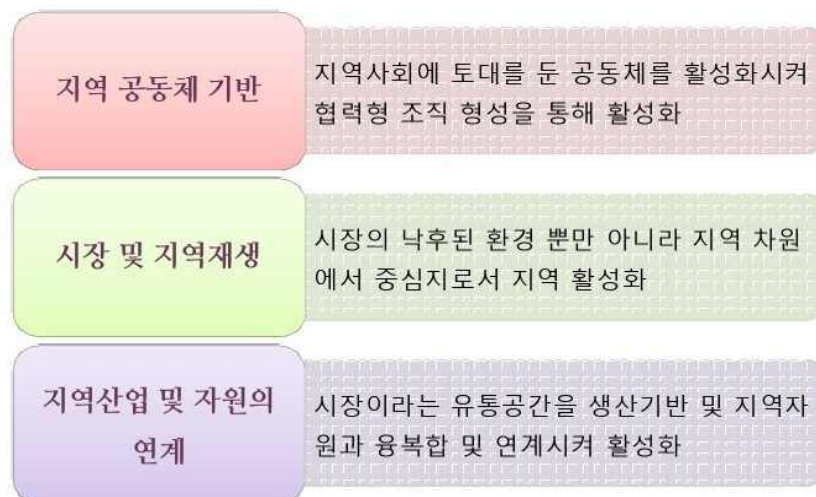 지역 공동체 기반
지역사회에 토대를 둔 공동체를 활성화시켜
협력형 조직 형성을 통해 활성화
시장 및 지역재생
시장의 낙후된 환경 뿐만 아니라 지역 차원
에서 중심지로서 지역 활성화
지역산업 및 자원의
연계
시장이라는 유통공간을 생산기반 및 지역자
원과 융복합 및 연계시켜 활성화